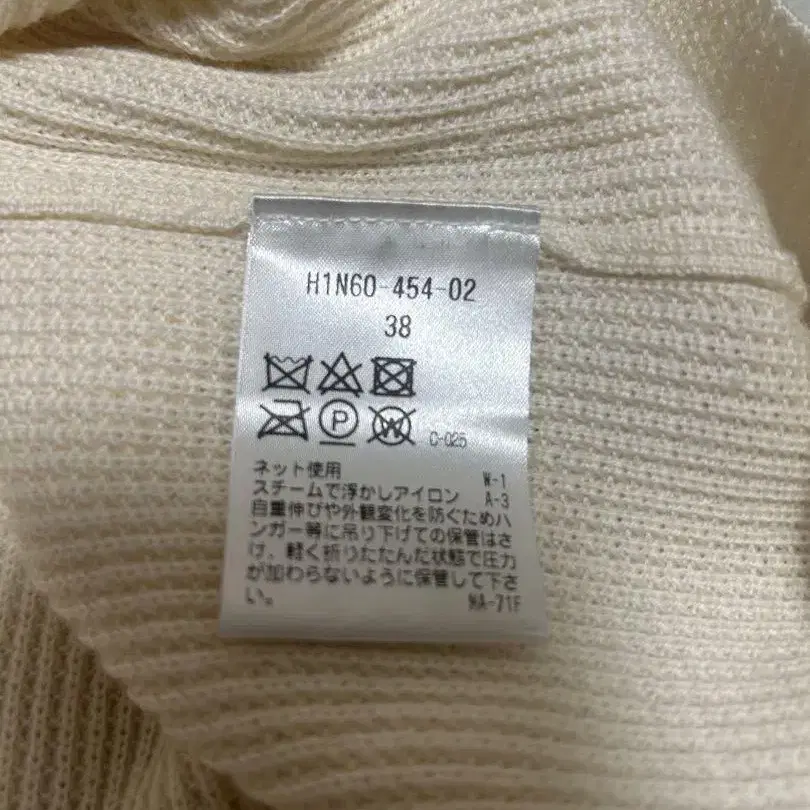 H1N60-454-02
38
P
W
C-025
ネット使用 W-1
スチームで浮かしアイロン A-3
自重伸びや外観変化を防ぐためハ
ンガー等に吊り下げての保管はさ
け、軽く折りたたんだ状態で圧力
が加わらないように保管して下さ
い。 NA-71F